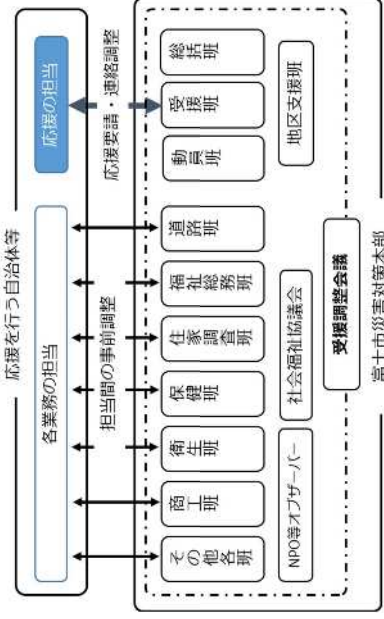 応援を行う自治体等
各業務の担当
応援の担当
担当間の事前調整
応援要請・連絡調整
その他各班
商工班
衛生班
保健班
住家調査班
福祉総務班
道路班
動員班
受援班
総括班
NPO等オブザーバー
社会福祉協議会
地区支援班
受援調整会議
富士市災害対策本部